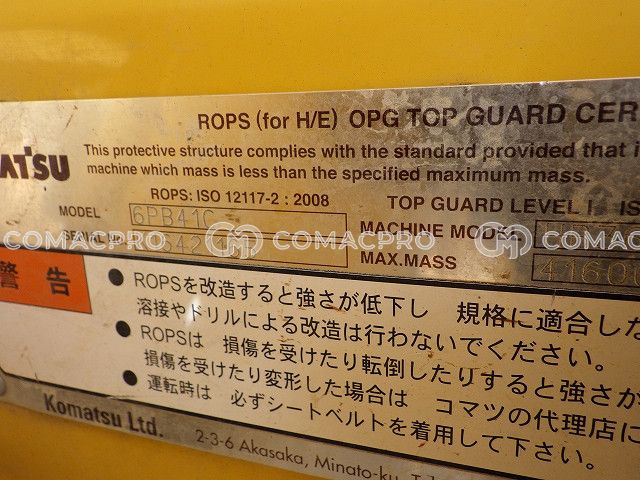 ROPS (for H/E) OPG TOP GUARD CER
ATSU This protective structure complies with the standard provided that i
machine which mass is less than the specified maximum mass.
ROPS: ISO 12117-2 : 2008 TOP GUARD LEVEL I IS
MODEL 6PB41C MACHINE MODEL
COMACPRO COMACPRO COMACPRO
SERIAL MAX.MASS 41600
警告
● ROPSを改造すると強さが低下し 規格に適合しな
溶接やドリルによる改造は行わないでください。
● ROPSは 損傷を受けたり転倒したりすると強さが
損傷を受けたり変形した場合は コマツの代理店に
● 運転時は 必ずシートベルトを着用して下さい。
Komatsu Ltd. 2-3-6 Akasaka, Minato-ku,